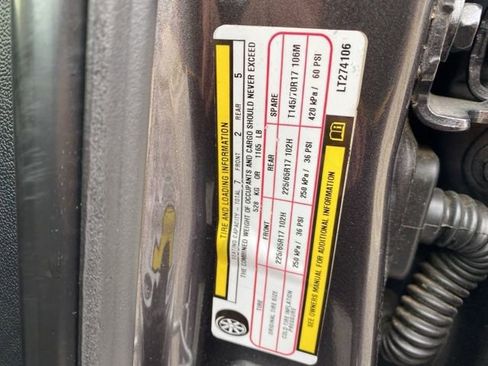 TIRE AND LOADING INFORMATION
SEATING CAPACITY - TOTAL 7 FRONT 2 REAR 5
THE COMBINED WEIGHT OF OCCUPANTS AND CARGO SHOULD NEVER EXCEED
528 KG OR 1165 LB
TIRE FRONT REAR SPARE
ORIGINAL TIRE SIZE 225/65R17 102H 225/65R17 102H T145/70R17 106M
COLD TIRE INFLATION PRESSURE 250 kPa / 36 PSI 250 kPa / 36 PSI 420 kPa / 60 PSI
SEE OWNERS MANUAL FOR ADDITIONAL INFORMATION
LT274106